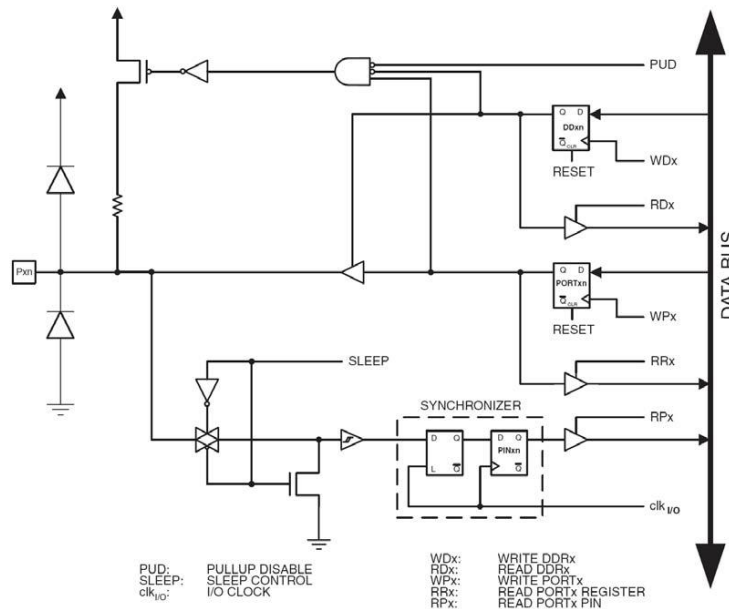 PUD
Q D
DDxn
Q CLR
WDx
RESET
RDx
Pxn
Q D
PORTxn
Q CLR
WPx
RESET
DATA BUS
SLEEP
RRx
SYNCHRONIZER
RPx
D Q
L Q
D Q
PINxn
Q
clk I/O
PUD: PULLUP DISABLE
SLEEP: SLEEP CONTROL
clkI/O: I/O CLOCK
WDx: WRITE DDRx
RDx: READ DDRx
WPx: WRITE PORTx
RRx: READ PORTx REGISTER
RPx: READ PORTx PIN